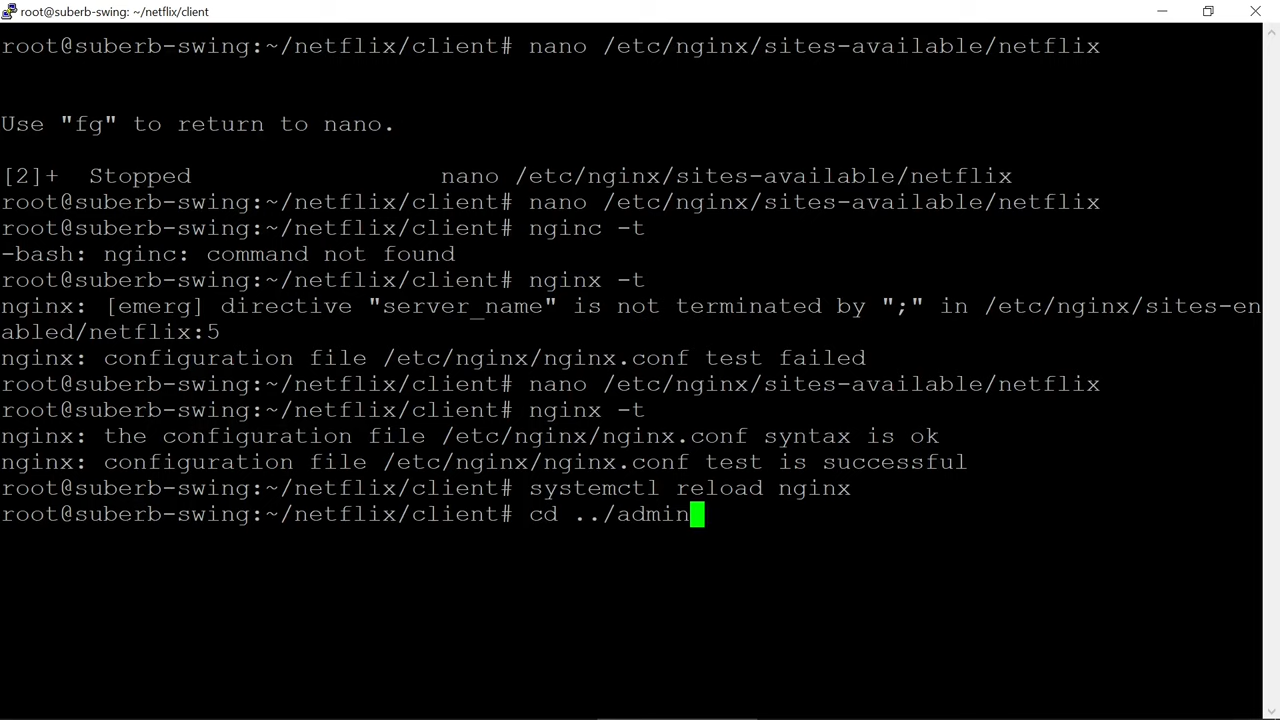 root@suberb-swing: ~/netflix/client
root@suberb-swing:~/netflix/client# nano /etc/nginx/sites-available/netflix
Use "fg" to return to nano.
[2]+  Stopped                 nano /etc/nginx/sites-available/netflix
root@suberb-swing:~/netflix/client# nano /etc/nginx/sites-available/netflix
root@suberb-swing:~/netflix/client# nginc -t
-bash: nginc: command not found
root@suberb-swing:~/netflix/client# nginx -t
nginx: [emerg] directive "server_name" is not terminated by ";" in /etc/nginx/sites-en
abled/netflix:5
nginx: configuration file /etc/nginx/nginx.conf test failed
root@suberb-swing:~/netflix/client# nano /etc/nginx/sites-available/netflix
root@suberb-swing:~/netflix/client# nginx -t
nginx: the configuration file /etc/nginx/nginx.conf syntax is ok
nginx: configuration file /etc/nginx/nginx.conf test is successful
root@suberb-swing:~/netflix/client# systemctl reload nginx
root@suberb-swing:~/netflix/client# cd ../admin